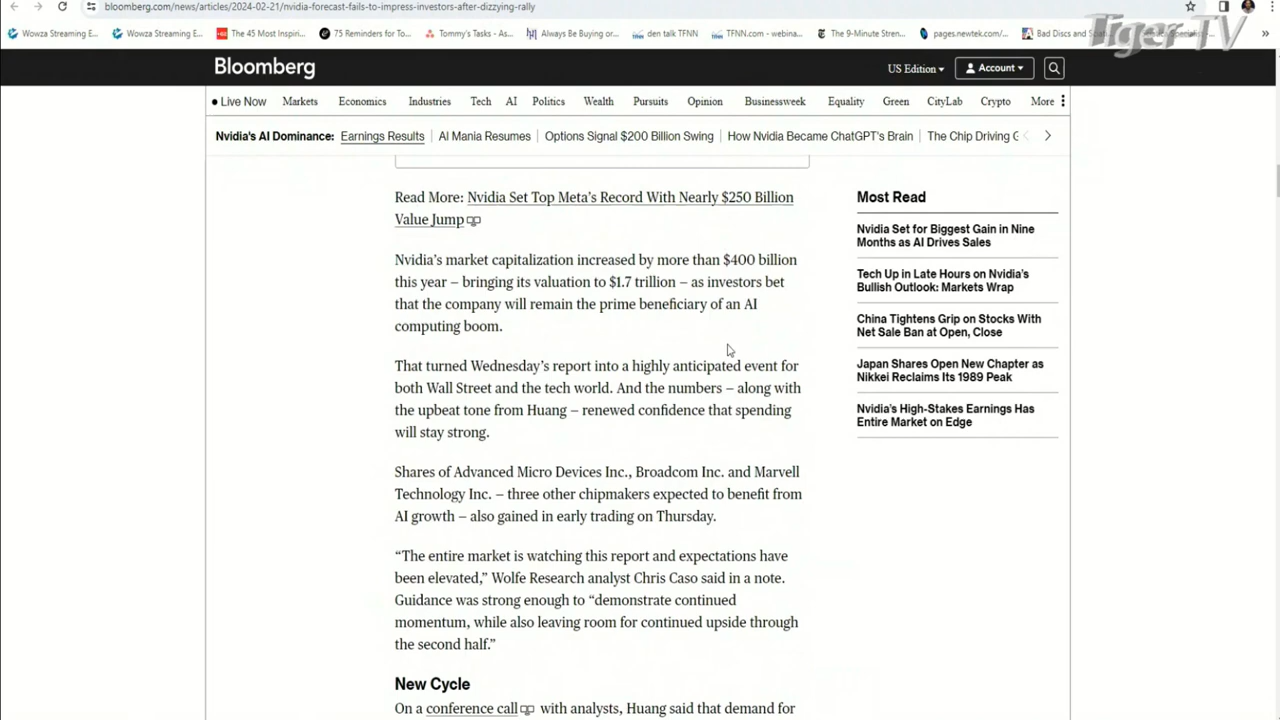 bloomberg.com/news/articles/2024-02-21/nvidia-forecast-fails-to-impress-investors-after-dizzying-rally
Tiger TV
Wowza Streaming E... Wowza Streaming E... The 45 Most Inspiri... 75 Reminders for To... Tommy's Tasks - As... Always Be Buying or... den talk TFNN TFNN.com - webina... The 9-Minute Stren... pages.newtek.com/... Bad Discs and
Bloomberg
US Edition Account
Live Now Markets Economics Industries Tech AI Politics Wealth Pursuits Opinion Businessweek Equality Green CityLab Crypto More
Nvidia's AI Dominance: Earnings Results AI Mania Resumes Options Signal $200 Billion Swing How Nvidia Became ChatGPT's Brain The Chip Driving G
Read More: Nvidia Set Top Meta's Record With Nearly $250 Billion
Value Jump
Nvidia's market capitalization increased by more than $400 billion
this year – bringing its valuation to $1.7 trillion – as investors bet
that the company will remain the prime beneficiary of an AI
computing boom.
That turned Wednesday's report into a highly anticipated event for
both Wall Street and the tech world. And the numbers – along with
the upbeat tone from Huang – renewed confidence that spending
will stay strong.
Shares of Advanced Micro Devices Inc., Broadcom Inc. and Marvell
Technology Inc. – three other chipmakers expected to benefit from
AI growth – also gained in early trading on Thursday.
“The entire market is watching this report and expectations have
been elevated,” Wolfe Research analyst Chris Caso said in a note.
Guidance was strong enough to “demonstrate continued
momentum, while also leaving room for continued upside through
the second half.”
New Cycle
On a conference call with analysts, Huang said that demand for
Most Read
Nvidia Set for Biggest Gain in Nine
Months as AI Drives Sales
Tech Up in Late Hours on Nvidia's
Bullish Outlook: Markets Wrap
China Tightens Grip on Stocks With
Net Sale Ban at Open, Close
Japan Shares Open New Chapter as
Nikkei Reclaims Its 1989 Peak
Nvidia's High-Stakes Earnings Has
Entire Market on Edge